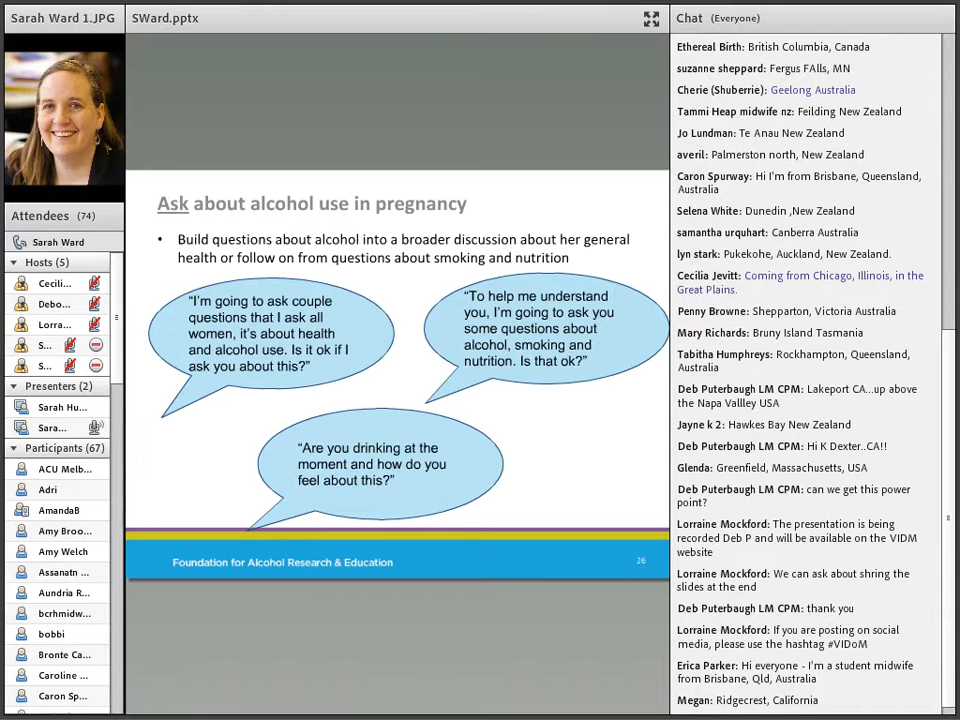 Sarah Ward 1.JPG
Attendees (74)
Sarah Ward
Hosts (5)
Cecili...
Debo...
Lorra...
S...
S...
Presenters (2)
Sarah Hu...
Sara...
Participants (67)
ACU Melb...
Adri
AmandaB
Amy Broo...
Amy Welch
Assanatn ...
Aundria R...
bcrhmidw...
bobbi
Bronte Ca...
Caroline ...
Caron Sp...
SWard.pptx
Ask about alcohol use in pregnancy
• Build questions about alcohol into a broader discussion about her general
health or follow on from questions about smoking and nutrition
“I’m going to ask couple
questions that I ask all
women, it’s about health
and alcohol use. Is it ok if I
ask you about this?”
“To help me understand
you, I’m going to ask you
some questions about
alcohol, smoking and
nutrition. Is that ok?”
“Are you drinking at the
moment and how do you
feel about this?”
Foundation for Alcohol Research & Education
26
Chat (Everyone)
Ethereal Birth: British Columbia, Canada
suzanne sheppard: Fergus FAlls, MN
Cherie (Shuberrie): Geelong Australia
Tammi Heap midwife nz: Feilding New Zealand
Jo Lundman: Te Anau New Zealand
averil: Palmerston north, New Zealand
Caron Spurway: Hi I'm from Brisbane, Queensland,
Australia
Selena White: Dunedin ,New Zealand
samantha urquhart: Canberra Australia
lyn stark: Pukekohe, Auckland, New Zealand.
Cecilia Jevitt: Coming from Chicago, Illinois, in the
Great Plains.
Penny Browne: Shepparton, Victoria Australia
Mary Richards: Bruny Island Tasmania
Tabitha Humphreys: Rockhampton, Queensland,
Australia
Deb Puterbaugh LM CPM: Lakeport CA...up above
the Napa Vallley USA
Jayne k 2: Hawkes Bay New Zealand
Deb Puterbaugh LM CPM: Hi K Dexter..CA!!
Glenda: Greenfield, Massachusetts, USA
Deb Puterbaugh LM CPM: can we get this power
point?
Lorraine Mockford: The presentation is being
recorded Deb P and will be available on the VIDM
website
Lorraine Mockford: We can ask about shring the
slides at the end
Deb Puterbaugh LM CPM: thank you
Lorraine Mockford: If you are posting on social
media, please use the hashtag #VIDoM
Erica Parker: Hi everyone - I'm a student midwife
from Brisbane, Qld, Australia
Megan: Ridgecrest, California